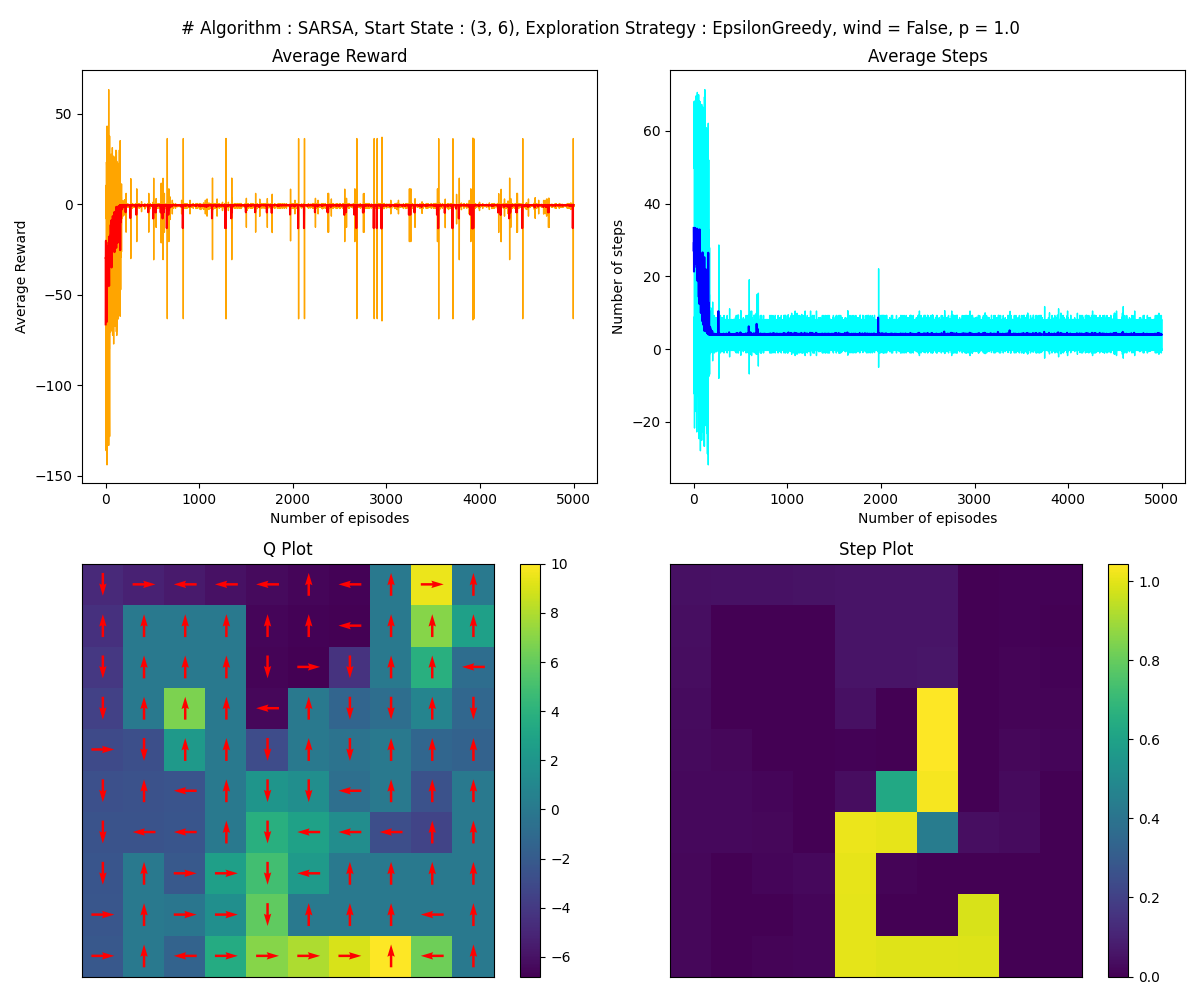 # Algorithm : SARSA, Start State : (3, 6), Exploration Strategy : EpsilonGreedy, wind = False, p = 1.0
Average Reward
Average Reward
50
0
−50
−100
−150
0 1000 2000 3000 4000 5000
Number of episodes
Average Steps
Number of steps
60
40
20
0
−20
0 1000 2000 3000 4000 5000
Number of episodes
Q Plot
10
8
6
4
2
0
−2
−4
−6
Step Plot
1.0
0.8
0.6
0.4
0.2
0.0